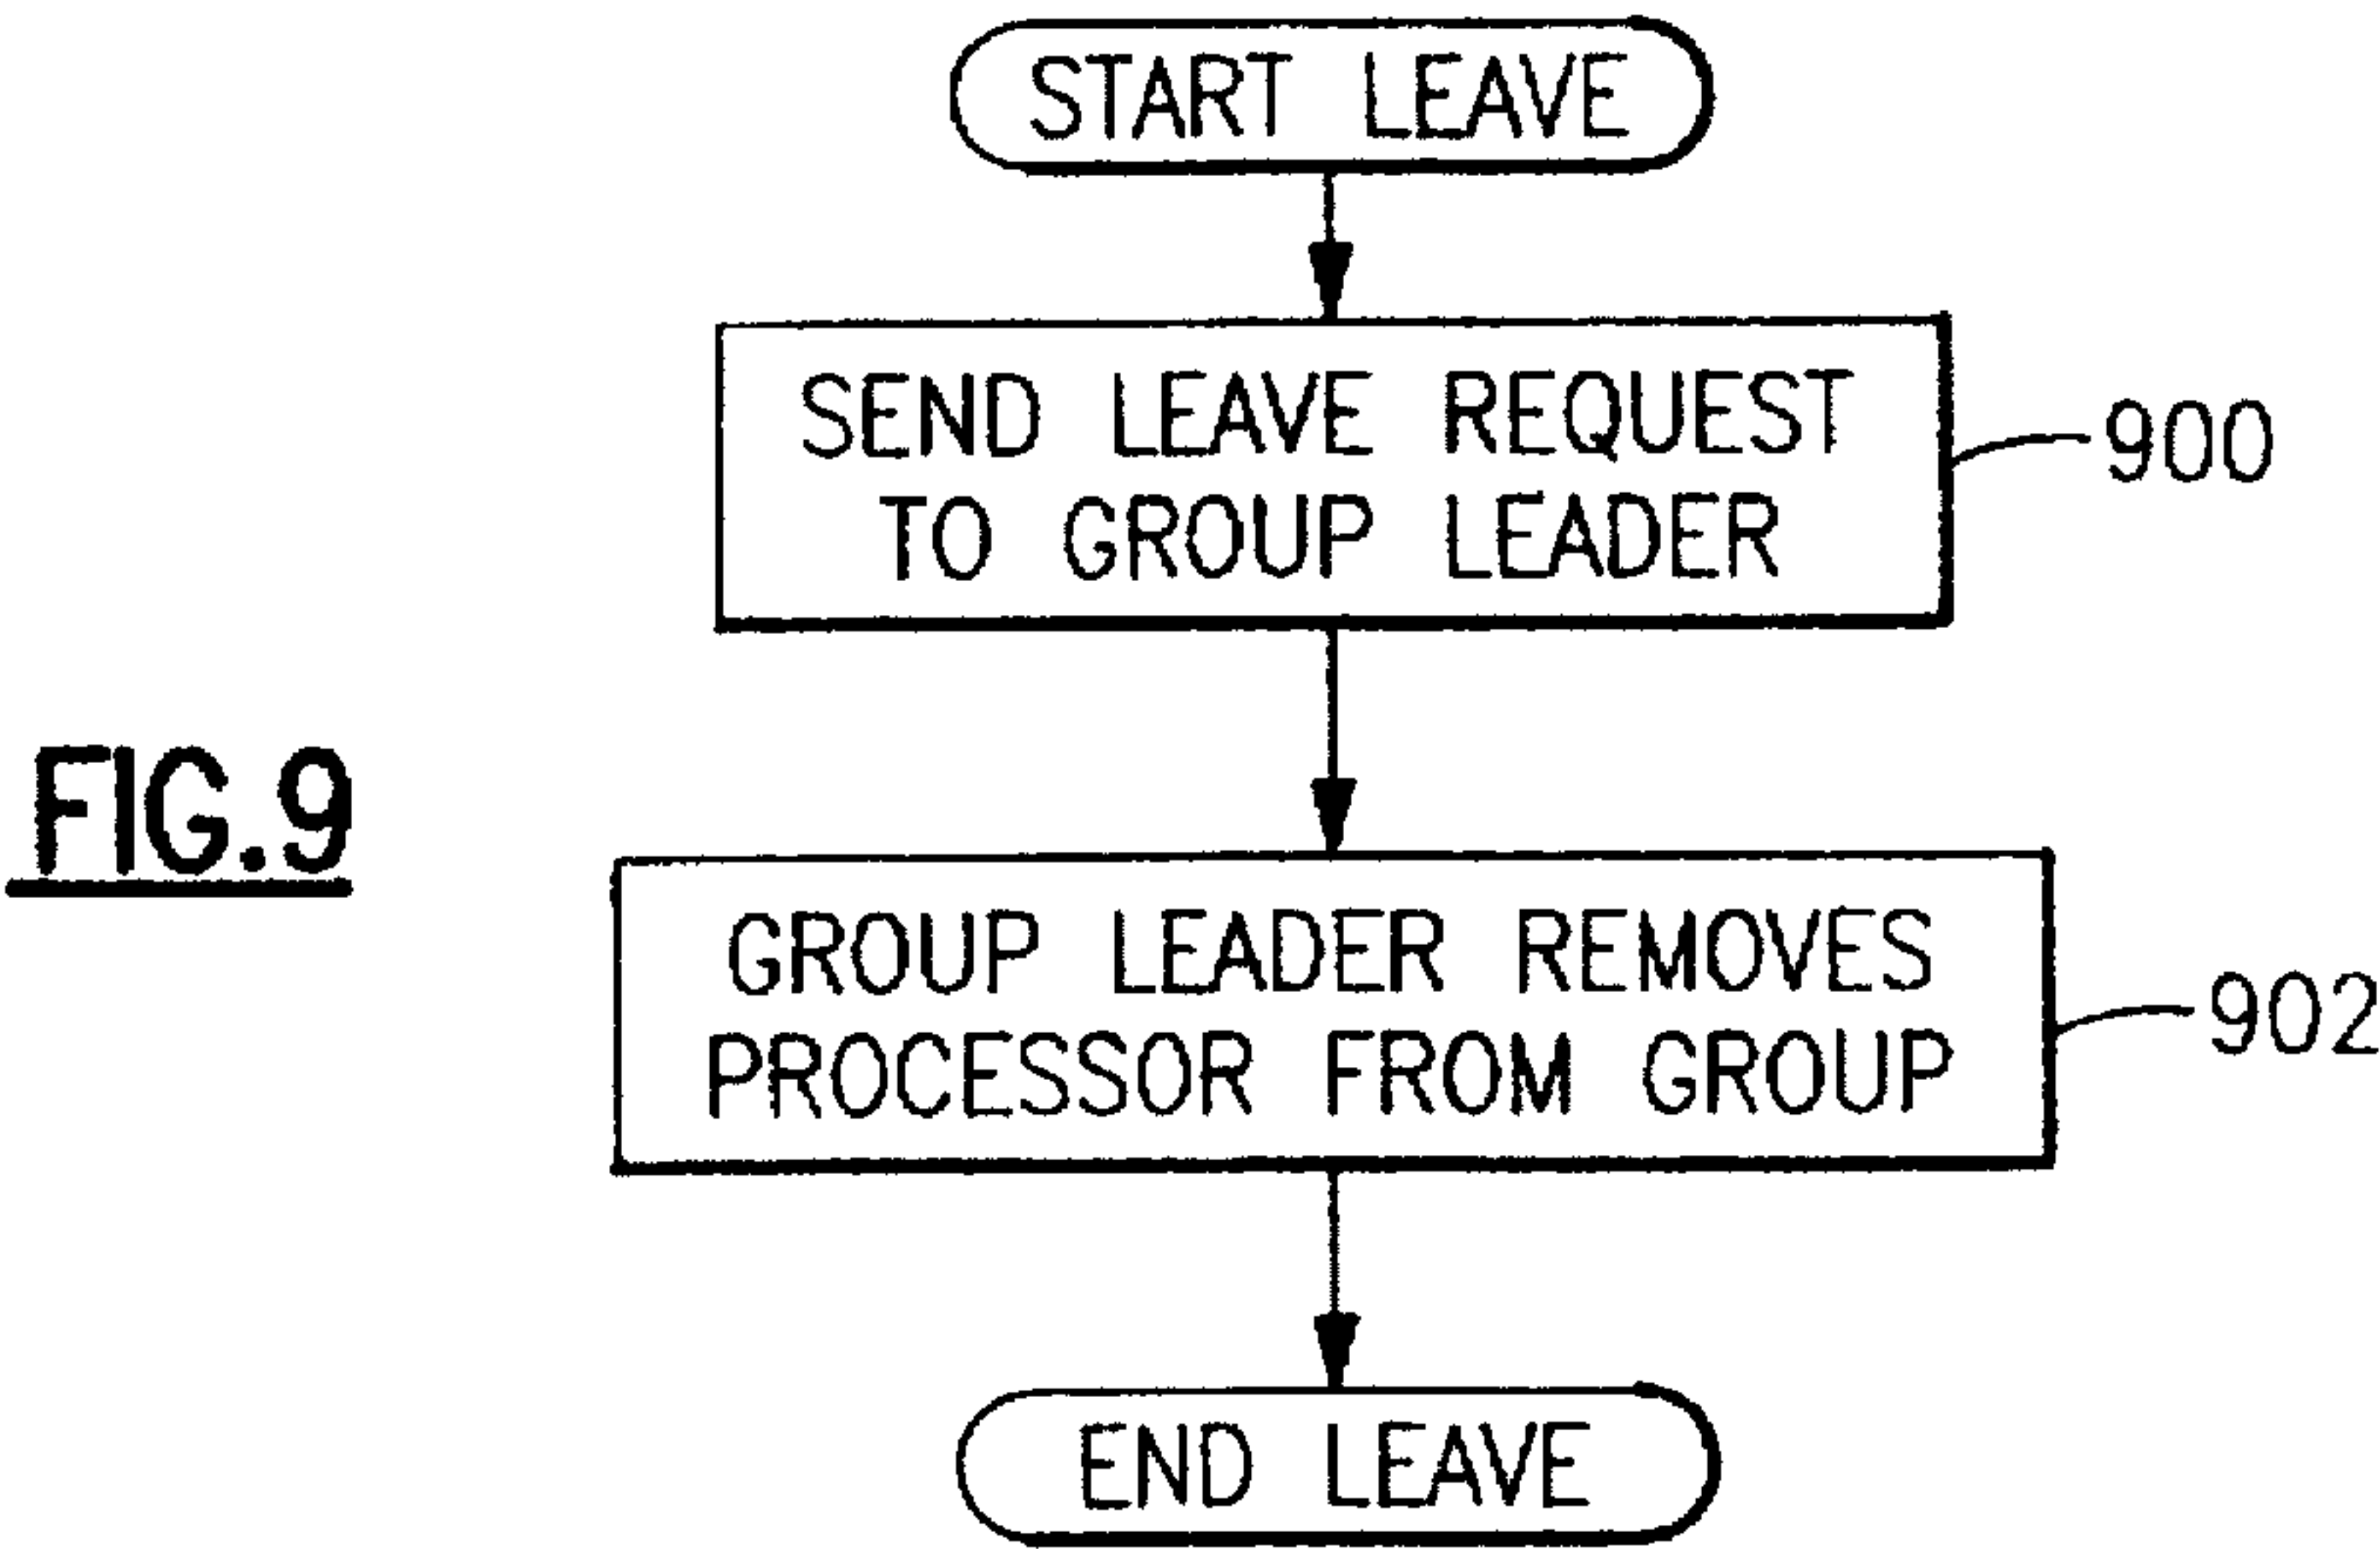 START LEAVE
SEND LEAVE REQUEST
TO GROUP LEADER
900
FIG.9
GROUP LEADER REMOVES
PROCESSOR FROM GROUP
902
END LEAVE